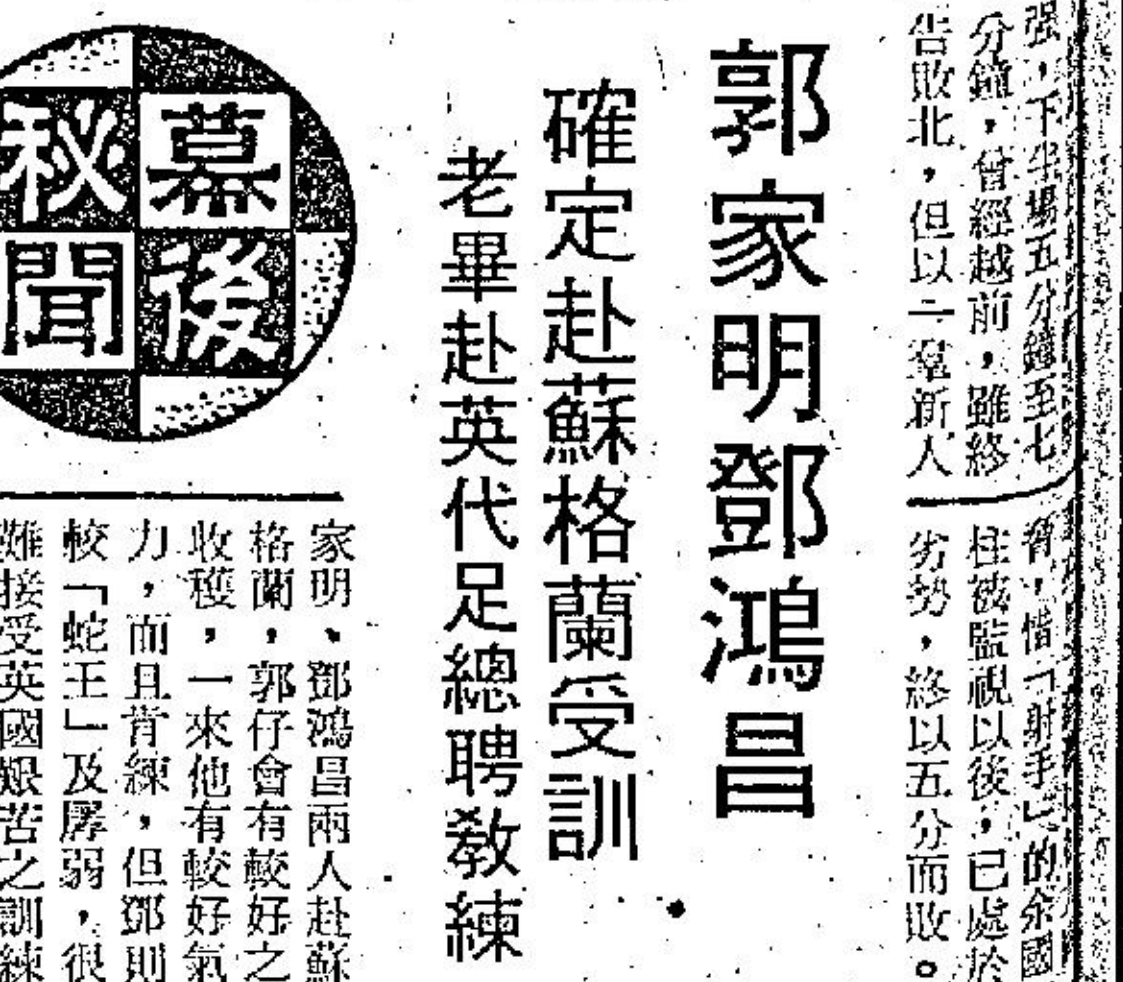 强，下半場五分鐘至七
分鐘，曾經越前，雖終
告敗北，但以一羣新人
脅，惜「射手」的余國
柱被監視以後，已處於
劣勢，終以五分而敗。
郭家明鄧鴻昌
確定赴蘇格蘭受訓
老畢赴英代足總聘教練
幕後
秘聞
家明、鄧鴻昌兩人赴蘇
格蘭，郭仔會有較好之
收穫，一來他有較好氣
力，而且肯練，但鄧則
較「蛇王」及孱弱，很
難接受英國艱苦之訓練